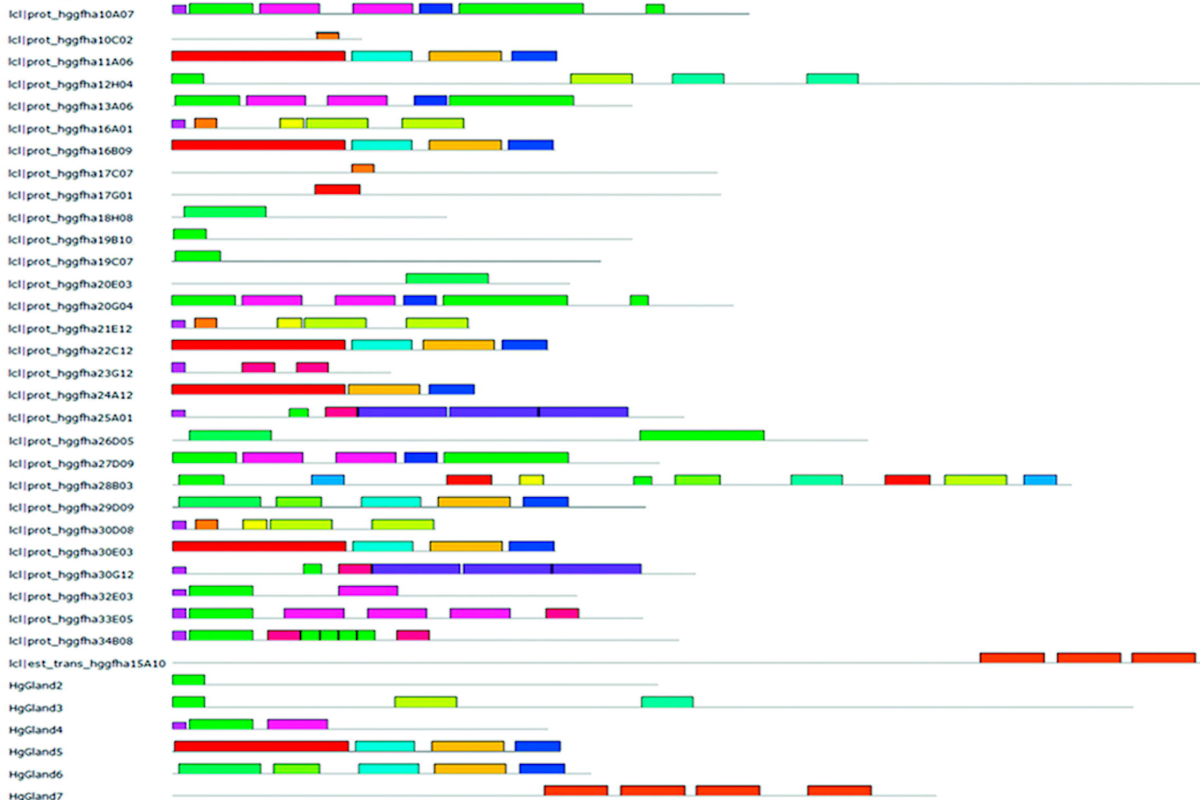 lcl|prot_hggfha10A07
lcl|prot_hggfha10C02
lcl|prot_hggfha11A06
lcl|prot_hggfha12H04
lcl|prot_hggfha13A06
lcl|prot_hggfha16A01
lcl|prot_hggfha16B09
lcl|prot_hggfha17C07
lcl|prot_hggfha17G01
lcl|prot_hggfha18H08
lcl|prot_hggfha19B10
lcl|prot_hggfha19C07
lcl|prot_hggfha20E03
lcl|prot_hggfha20G04
lcl|prot_hggfha21E12
lcl|prot_hggfha22C12
lcl|prot_hggfha23G12
lcl|prot_hggfha24A12
lcl|prot_hggfha25A01
lcl|prot_hggfha26D05
lcl|prot_hggfha27D09
lcl|prot_hggfha28B03
lcl|prot_hggfha29D09
lcl|prot_hggfha30D08
lcl|prot_hggfha30E03
lcl|prot_hggfha30G12
lcl|prot_hggfha32E03
lcl|prot_hggfha33E05
lcl|prot_hggfha34B08
lcl|est_trans_hggfha15A10
HgGland2
HgGland3
HgGland4
HgGland5
HgGland6
HgGland7